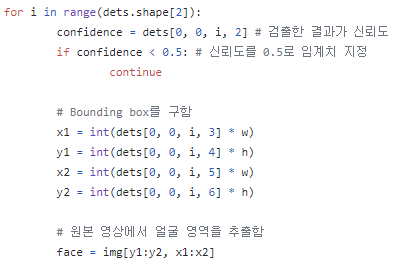 for i in range(dets.shape[2]):
        confidence = dets[0, 0, i, 2] # 검출한 결과가 신뢰도
        if confidence < 0.5: # 신뢰도를 0.5로 임계치 지정
                continue

        # Bounding box를 구함
        x1 = int(dets[0, 0, i, 3] * w)
        y1 = int(dets[0, 0, i, 4] * h)
        x2 = int(dets[0, 0, i, 5] * w)
        y2 = int(dets[0, 0, i, 6] * h)

        # 원본 영상에서 얼굴 영역을 추출함
        face = img[y1:y2, x1:x2]